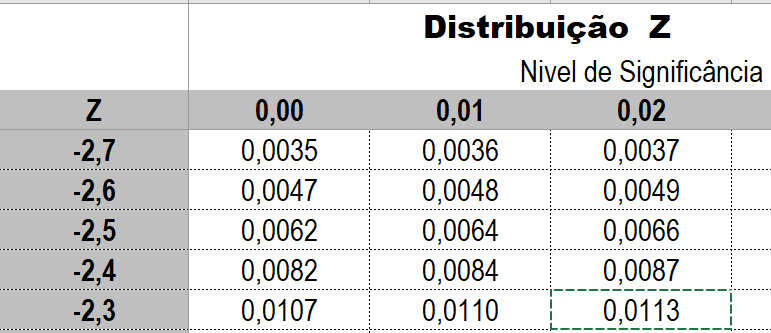 Distribuição Z
Nivel de Significância
Z 0,00 0,01 0,02
-2,7 0,0035 0,0036 0,0037
-2,6 0,0047 0,0048 0,0049
-2,5 0,0062 0,0064 0,0066
-2,4 0,0082 0,0084 0,0087
-2,3 0,0107 0,0110 0,0113